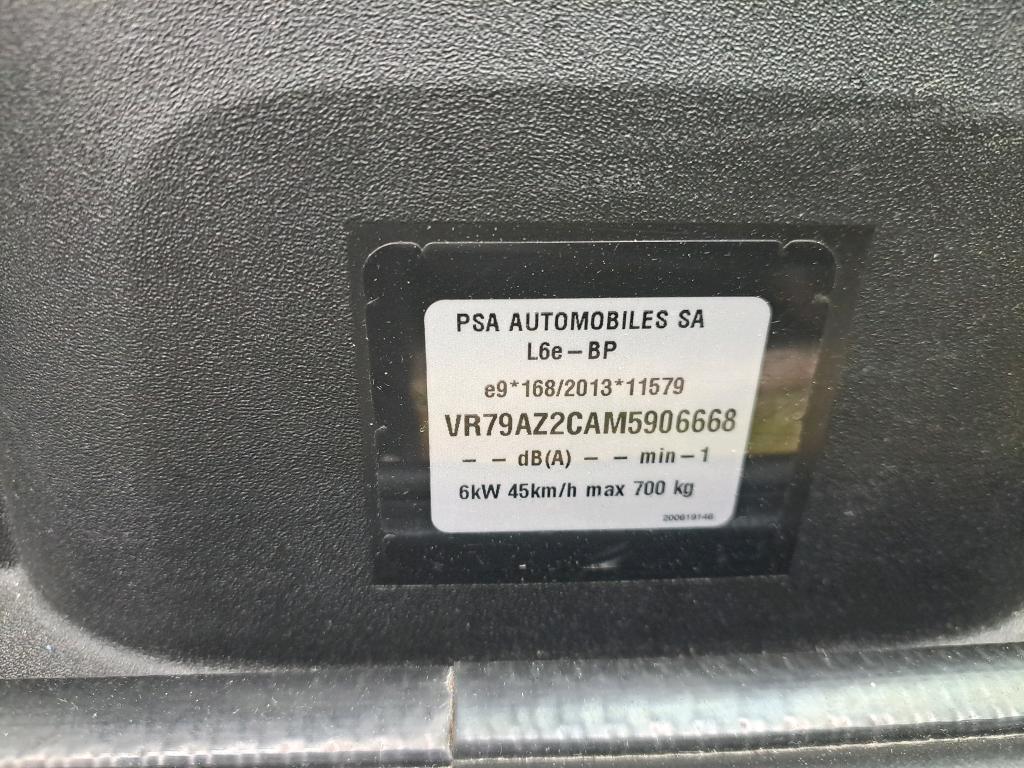 PSA AUTOMOBILES SA
L6e-BP
e9*168/2013*11579
VR79AZ2CAM5906668
- - dB(A) - - min-1
6kW 45km/h max 700 kg
200619146